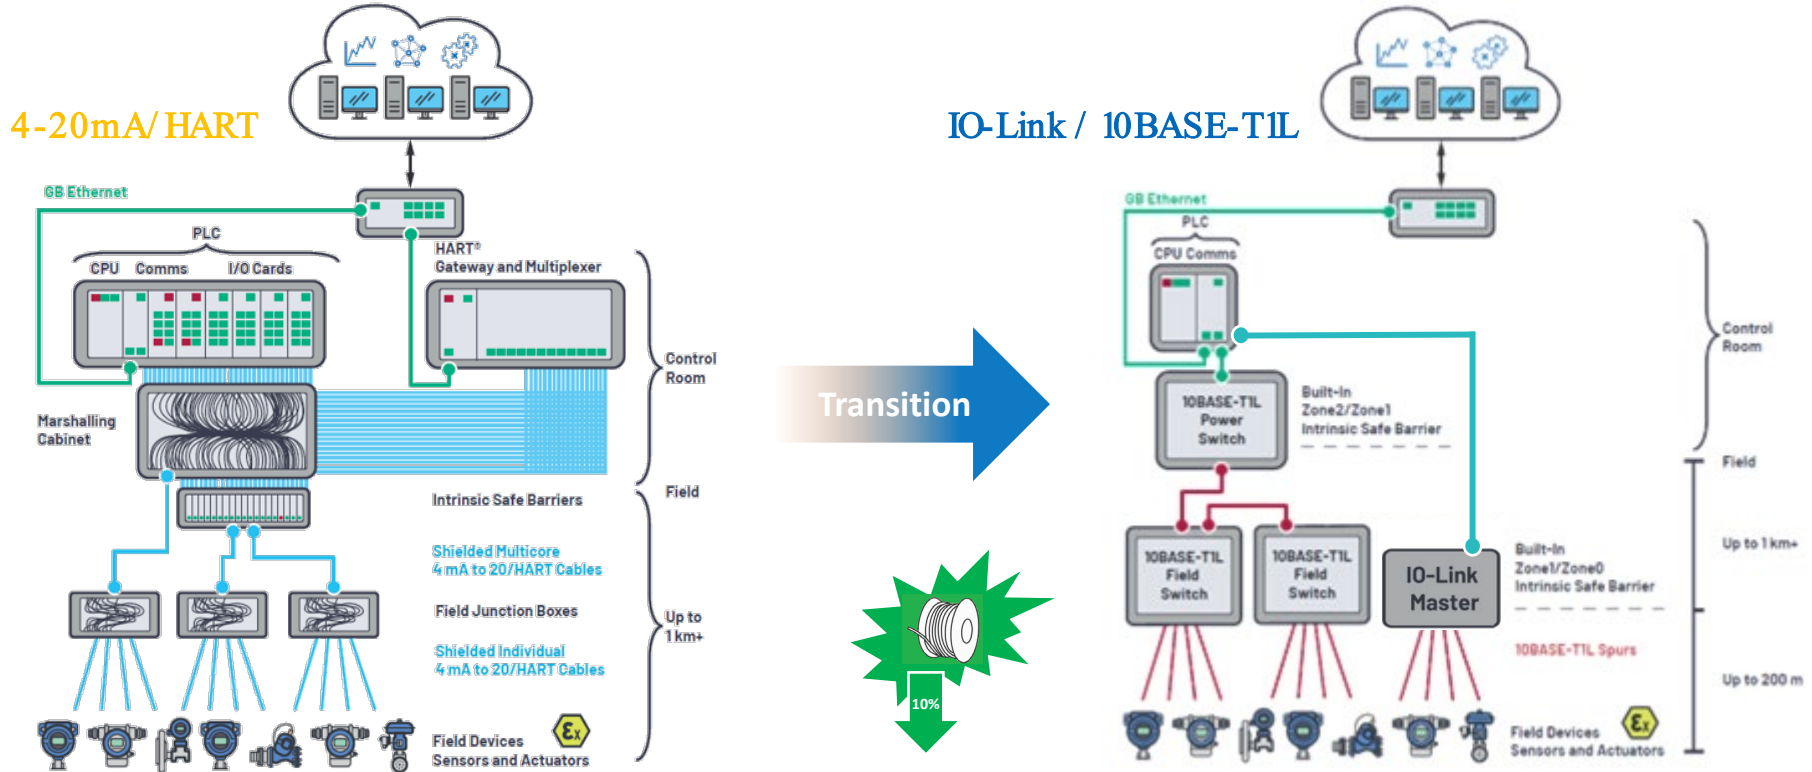 4-20mA/HART
GB Ethernet
PLC
CPU Comms I/O Cards
HART®
Gateway and Multiplexer
Control
Room
Marshalling
Cabinet
Intrinsic Safe Barriers
Field
Shielded Multicore
4 mA to 20/HART Cables
Field Junction Boxes
Up to
1 km+
Shielded Individual
4 mA to 20/HART Cables
Field Devices
Sensors and Actuators
εx
Transition
10%
IO-Link / 10BASE-T1L
GB Ethernet
PLC
CPU Comms
Control
Room
10BASE-T1L
Power
Switch
Built-In
Zone2/Zone1
Intrinsic Safe Barrier
Field
10BASE-T1L
Field
Switch
10BASE-T1L
Field
Switch
IO-Link
Master
Built-In
Zone1/Zone0
Intrinsic Safe Barrier
Up to 1 km+
10BASE-T1L Spurs
Up to 200 m
Field Devices
Sensors and Actuators
εx